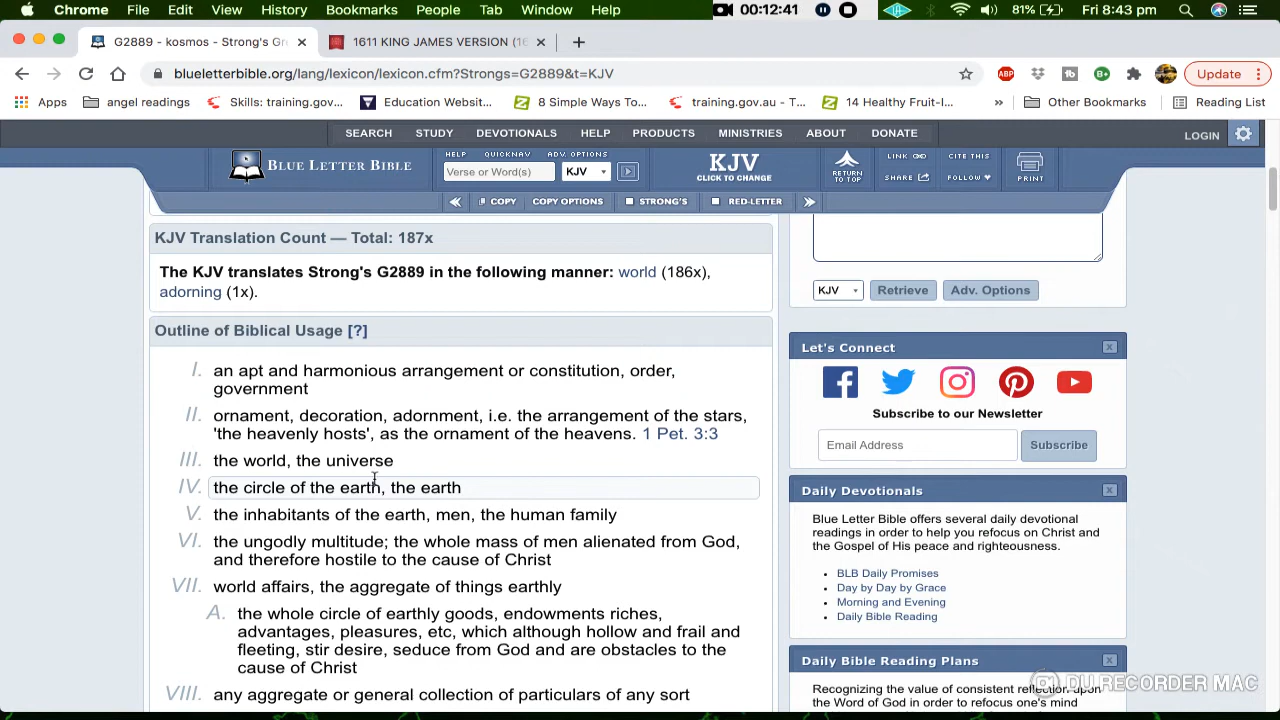 Chrome File Edit View History Bookmarks People Tab Window Help 00:12:41 81% Fri 8:43 pm
G2889 - kosmos - Strong's Gr 1611 KING JAMES VERSION (16
blueletterbible.org/lang/lexicon/lexicon.cfm?Strongs=G2889&t=KJV ABP Update
Apps angel readings Skills: training.gov... Education Websit... 8 Simple Ways To... training.gov.au - T... 14 Healthy Fruit-I... » Other Bookmarks Reading List
SEARCH STUDY DEVOTIONALS HELP PRODUCTS MINISTRIES ABOUT DONATE LOGIN
BLUE LETTER BIBLE
HELP QUICKNAV ADV. OPTIONS
Verse or Word(s) KJV
KJV
CLICK TO CHANGE
RETURN
TO TOP
LINK CITE THIS
SHARE FOLLOW
PRINT
COPY COPY OPTIONS STRONG'S RED-LETTER
KJV Translation Count — Total: 187x
The KJV translates Strong's G2889 in the following manner: world (186x),
adorning (1x).
Outline of Biblical Usage [?]
I. an apt and harmonious arrangement or constitution, order,
government
II. ornament, decoration, adornment, i.e. the arrangement of the stars,
'the heavenly hosts', as the ornament of the heavens. 1 Pet. 3:3
III. the world, the universe
IV. the circle of the earth, the earth
V. the inhabitants of the earth, men, the human family
VI. the ungodly multitude; the whole mass of men alienated from God,
and therefore hostile to the cause of Christ
VII. world affairs, the aggregate of things earthly
A. the whole circle of earthly goods, endowments riches,
advantages, pleasures, etc, which although hollow and frail and
fleeting, stir desire, seduce from God and are obstacles to the
cause of Christ
VIII. any aggregate or general collection of particulars of any sort
KJV Retrieve Adv. Options
Let's Connect x
Subscribe to our Newsletter
Email Address Subscribe
Daily Devotionals x
Blue Letter Bible offers several daily devotional
readings in order to help you refocus on Christ and
the Gospel of His peace and righteousness.
BLB Daily Promises
Day by Day by Grace
Morning and Evening
Daily Bible Reading
Daily Bible Reading Plans x
Recognizing the value of consistent reflection upon
the Word of God in order to refocus one's mind
DU RECORDER MAC